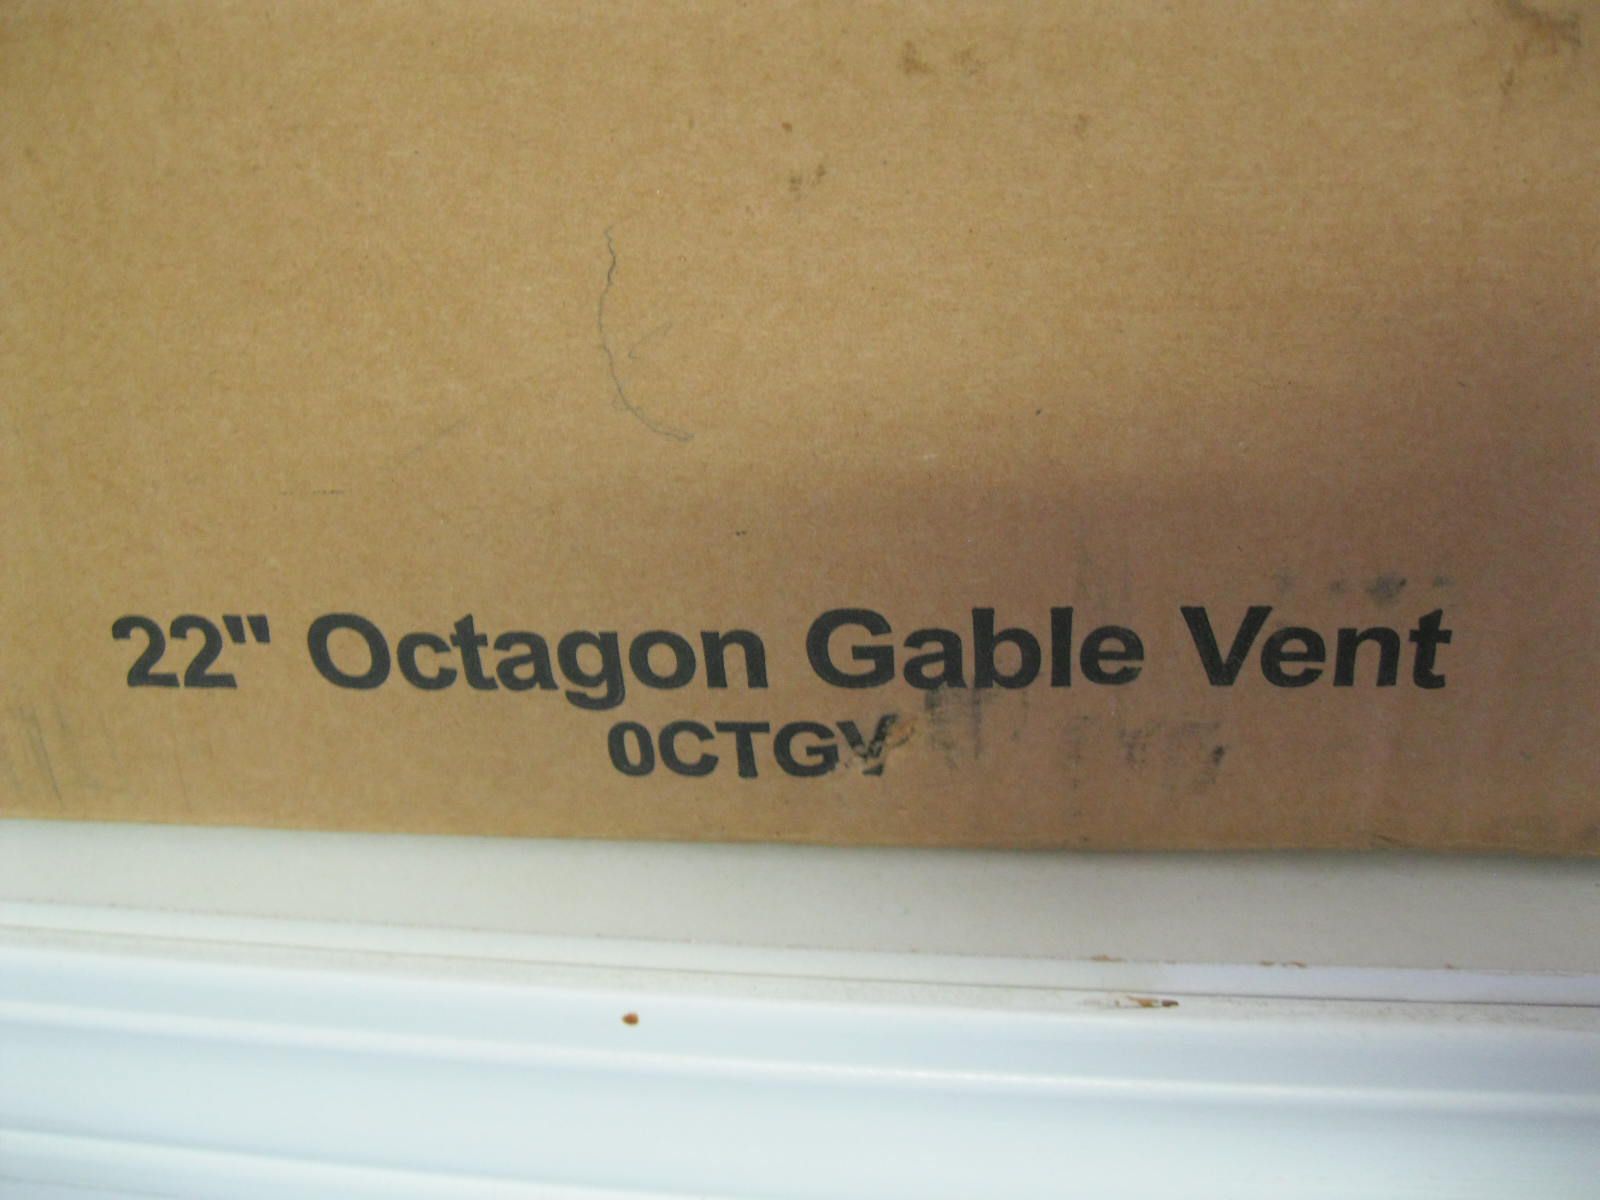 22" Octagon Gable Vent
0CTGV